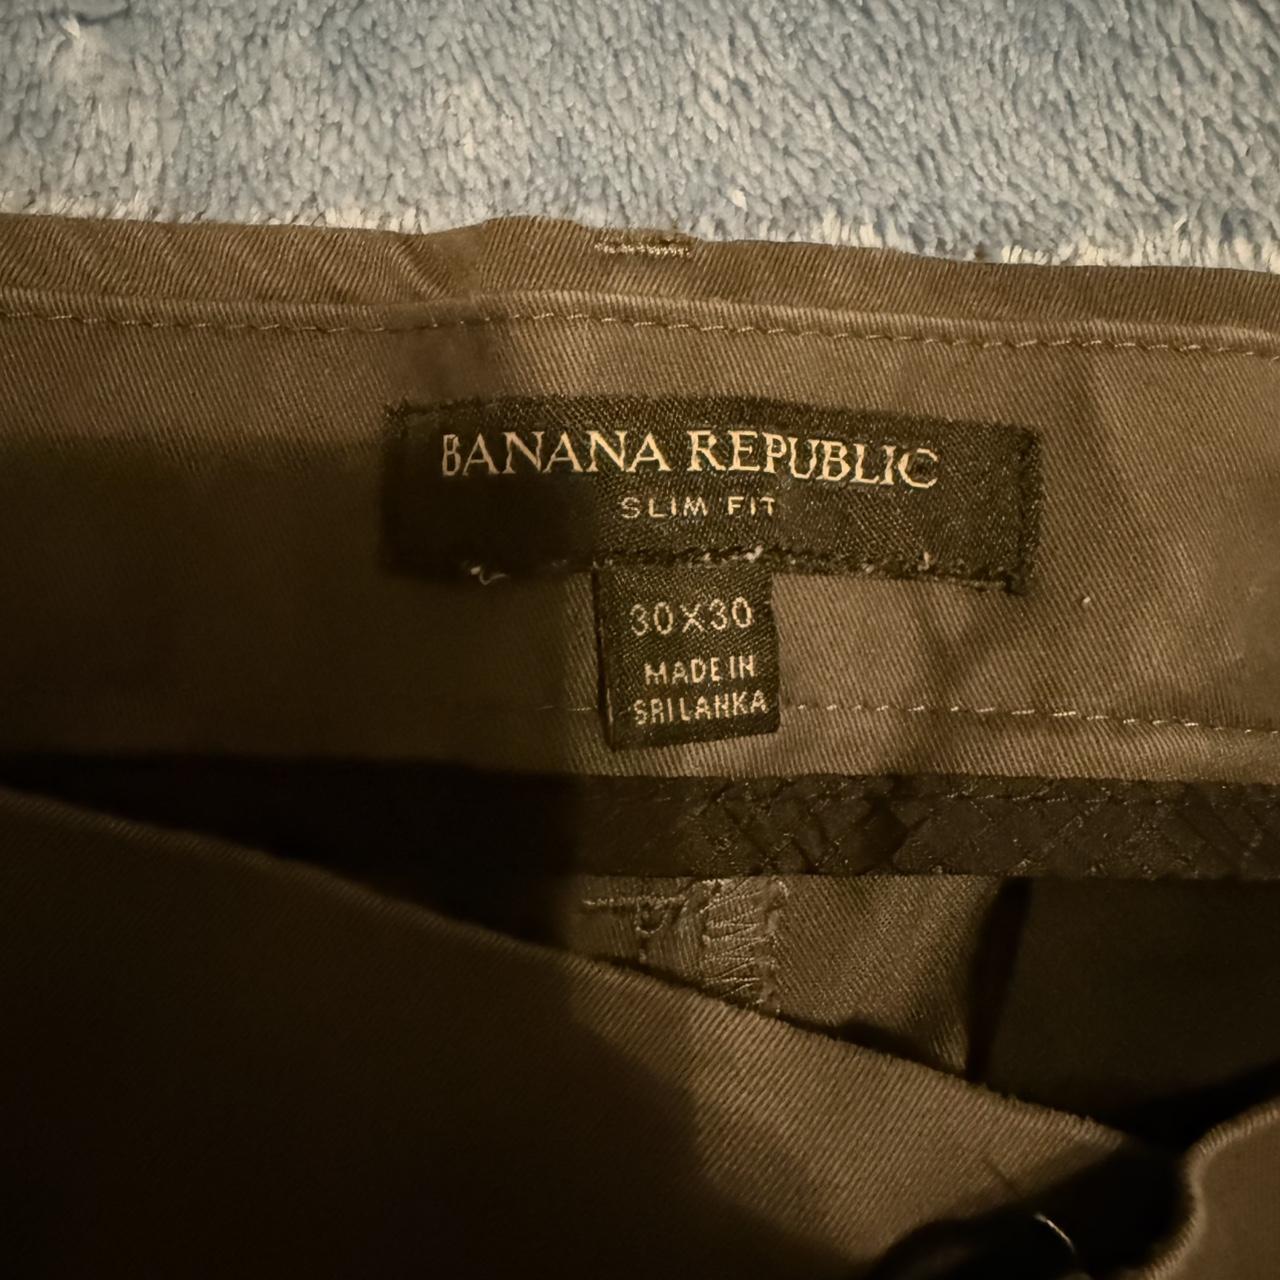 BANANA REPUBLIC
SLIM FIT
30X30
MADE IN
SRI LANKA